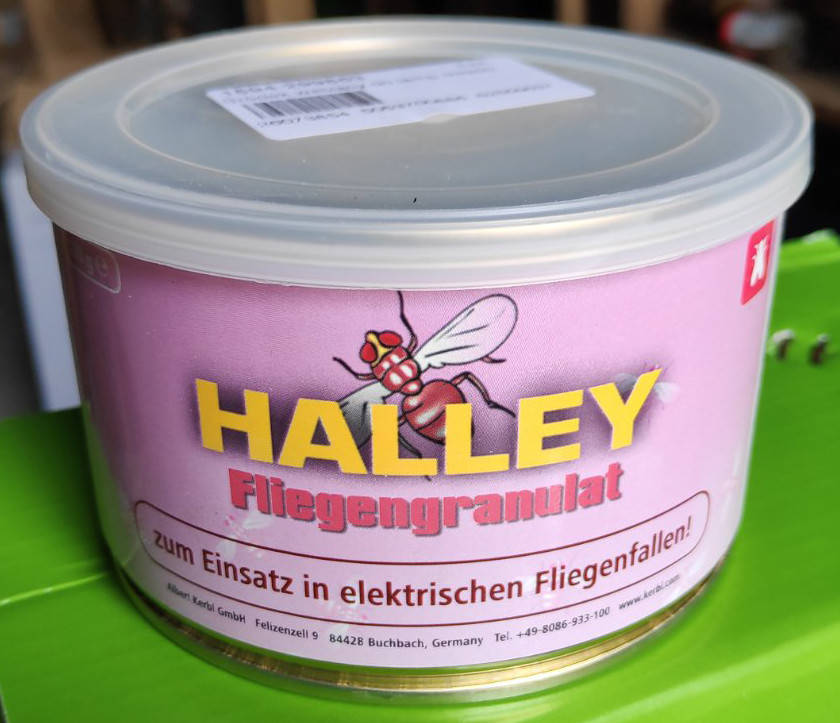 HALLEY
Fliegengranulat
zum Einsatz in elektrischen Fliegenfallen!
Albert Kerbl GmbH Felizenzell 9 84428 Buchbach, Germany Tel. +49-8086-933-100 www.kerbl.com